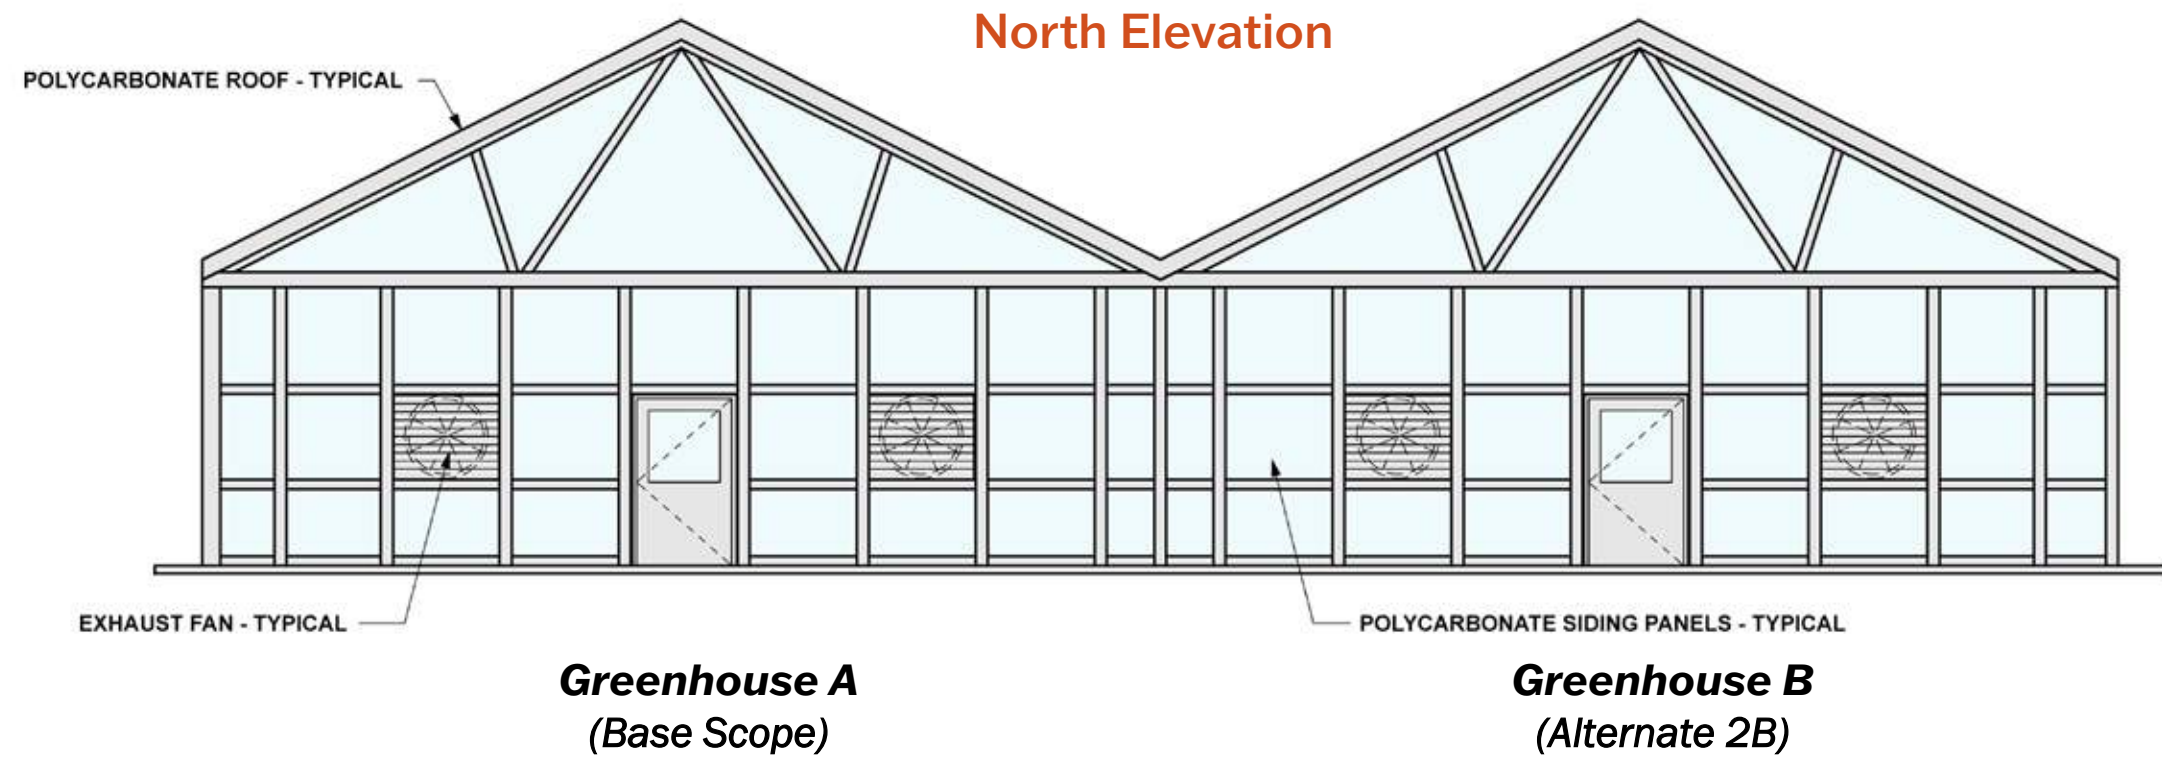 North Elevation
POLYCARBONATE ROOF - TYPICAL
EXHAUST FAN - TYPICAL
POLYCARBONATE SIDING PANELS - TYPICAL
Greenhouse A
(Base Scope)
Greenhouse B
(Alternate 2B)